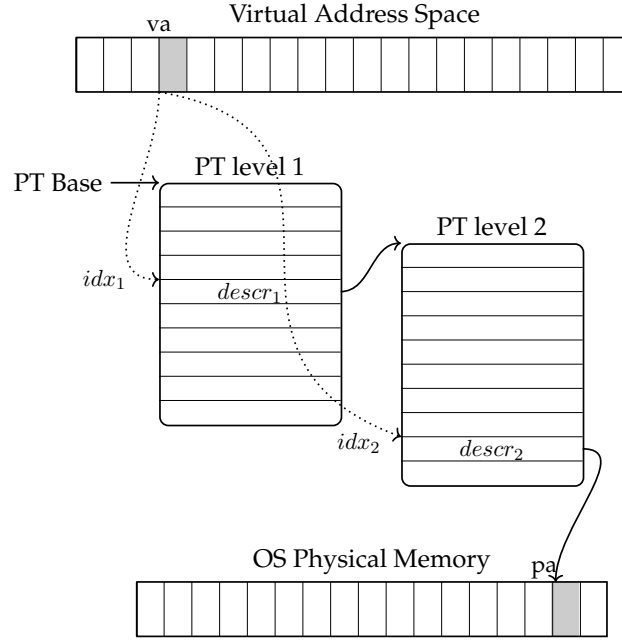 Virtual Address Space
va
PT level 1
PT Base
PT level 2
idx₁
descr₁
idx₂
descr₂
OS Physical Memory
pa